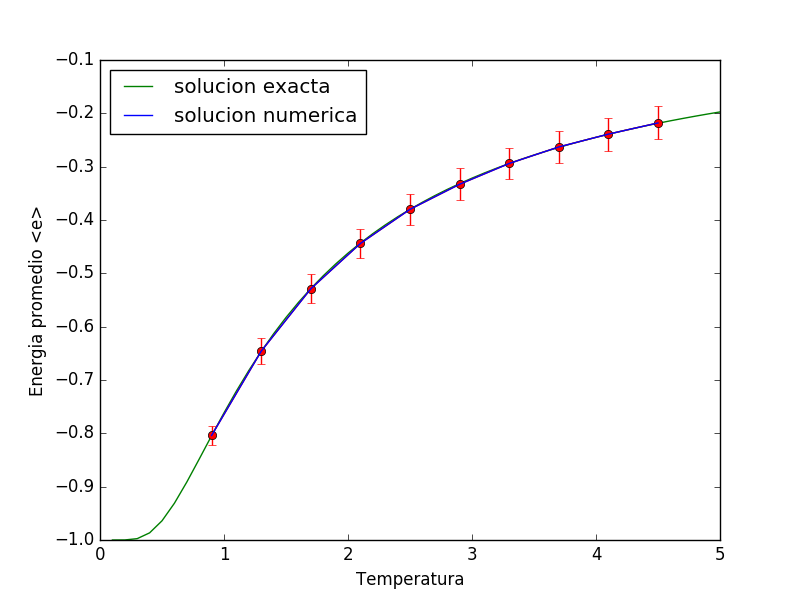 solucion exacta
solucion numerica
Energia promedio <e>
−0.1
−0.2
−0.3
−0.4
−0.5
−0.6
−0.7
−0.8
−0.9
−1.0
0 1 2 3 4 5
Temperatura